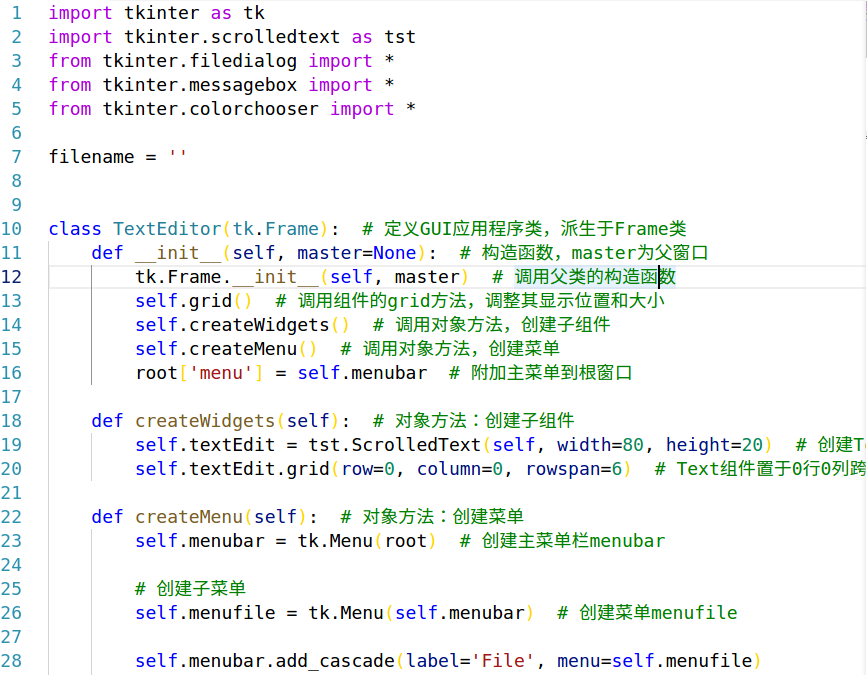 1 import tkinter as tk
2 import tkinter.scrolledtext as tst
3 from tkinter.filedialog import *
4 from tkinter.messagebox import *
5 from tkinter.colorchooser import *
6
7 filename = ''
8
9
10 class TextEditor(tk.Frame):  # 定义GUI应用程序类，派生于Frame类
11     def __init__(self, master=None):  # 构造函数，master为父窗口
12         tk.Frame.__init__(self, master)  # 调用父类的构造函数
13         self.grid()  # 调用组件的grid方法，调整其显示位置和大小
14         self.createWidgets()  # 调用对象方法，创建子组件
15         self.createMenu()  # 调用对象方法，创建菜单
16         root['menu'] = self.menubar  # 附加主菜单到根窗口
17
18     def createWidgets(self):  # 对象方法：创建子组件
19         self.textEdit = tst.ScrolledText(self, width=80, height=20)  # 创建T
20         self.textEdit.grid(row=0, column=0, rowspan=6)  # Text组件置于0行0列跨
21
22     def createMenu(self):  # 对象方法：创建菜单
23         self.menubar = tk.Menu(root)  # 创建主菜单栏menubar
24
25         # 创建子菜单
26         self.menufile = tk.Menu(self.menubar)  # 创建菜单menufile
27
28         self.menubar.add_cascade(label='File', menu=self.menufile)